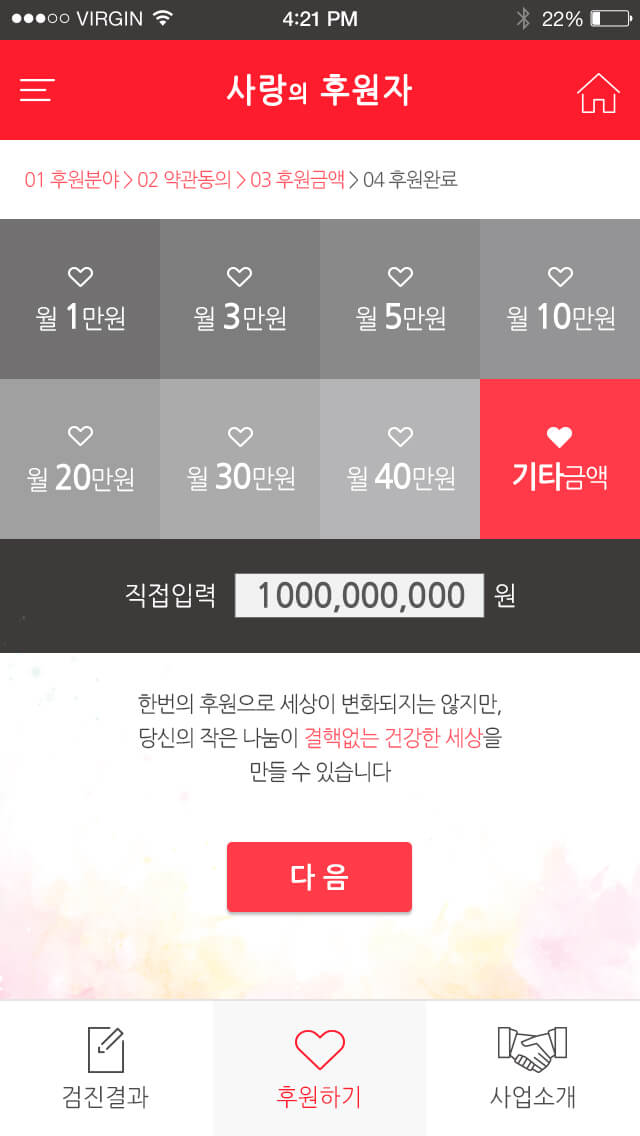 VIRGIN 4:21 PM 22%
사랑의 후원자
01 후원분야 > 02 약관동의 > 03 후원금액 > 04 후원완료
월 1만원 월 3만원 월 5만원 월 10만원
월 20만원 월 30만원 월 40만원 기타금액
직접입력 1000,000,000 원
한번의 후원으로 세상이 변화되지는 않지만,
당신의 작은 나눔이 결핵없는 건강한 세상을
만들 수 있습니다
다 음
검진결과 후원하기 사업소개